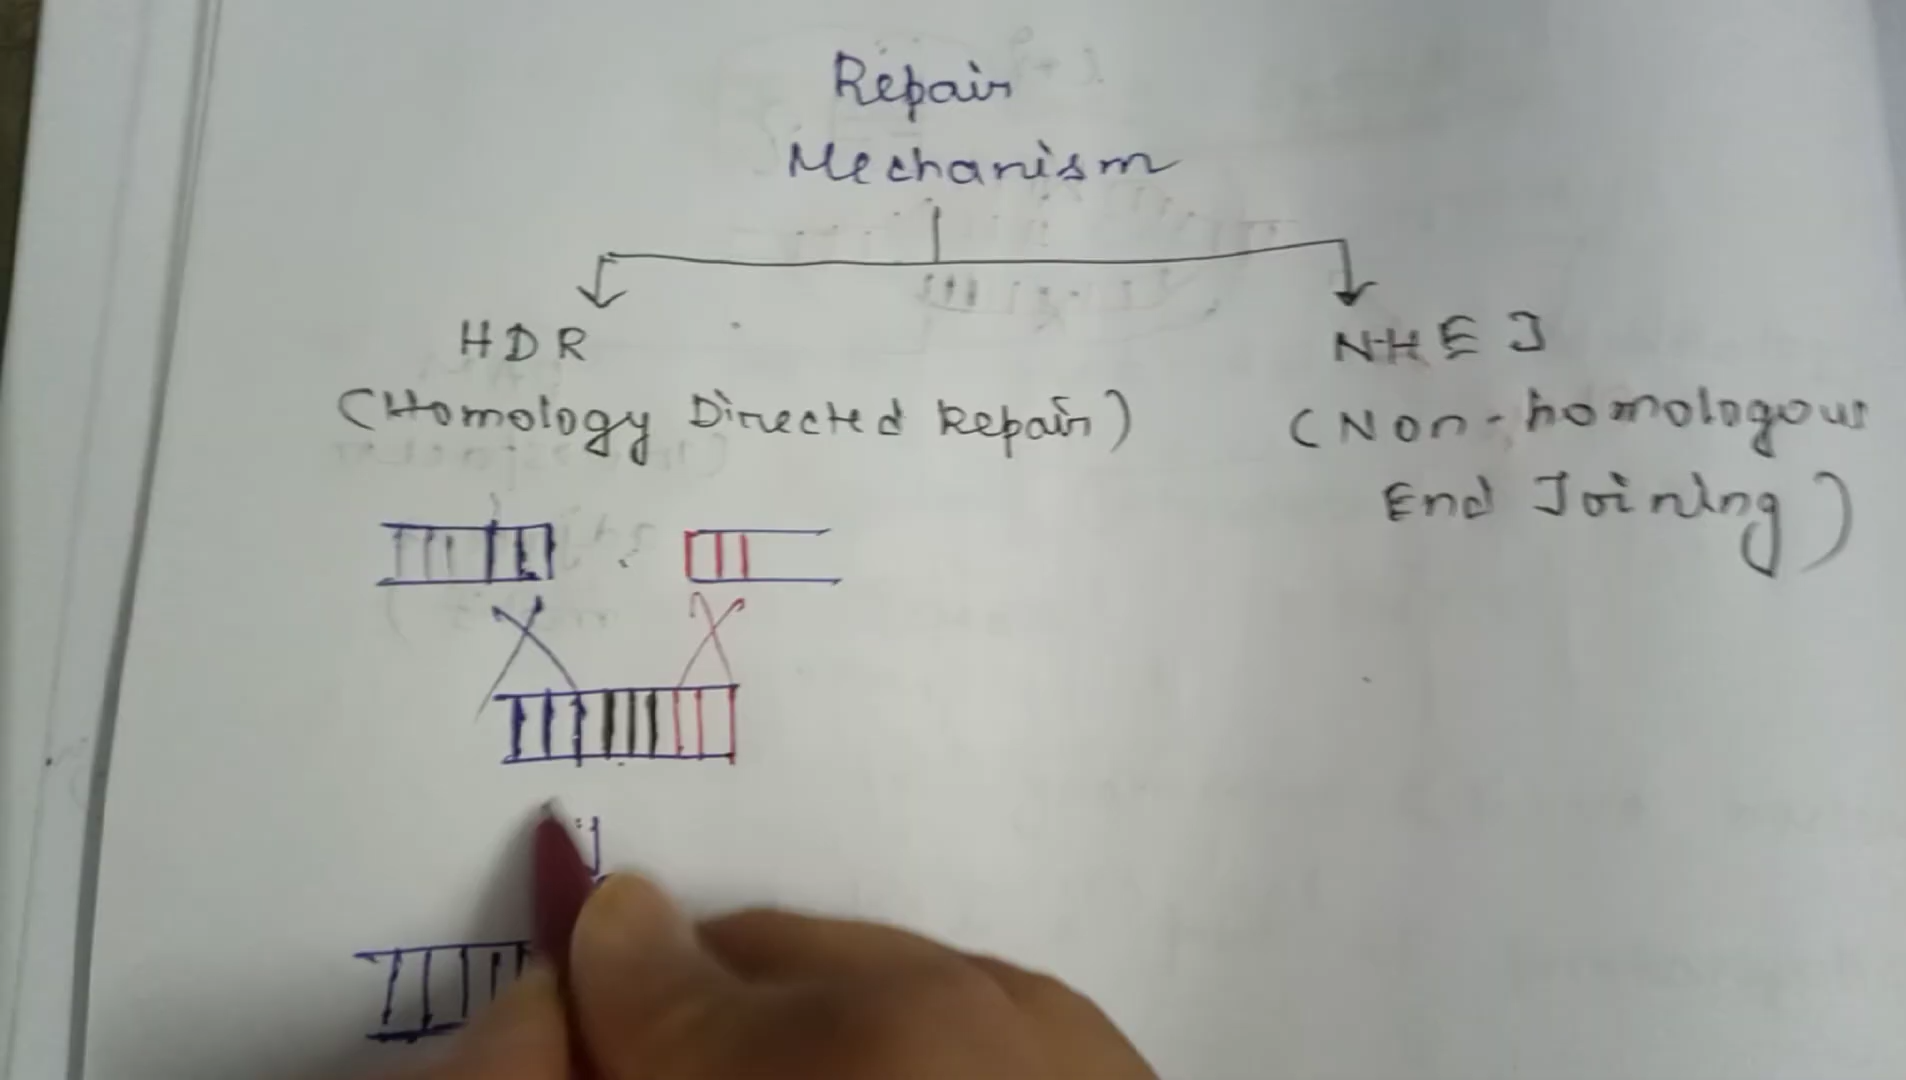 Repair
Mechanism
HDR
(Homology Directed Repair)
NHEJ
(Non-homologous
End Joining)